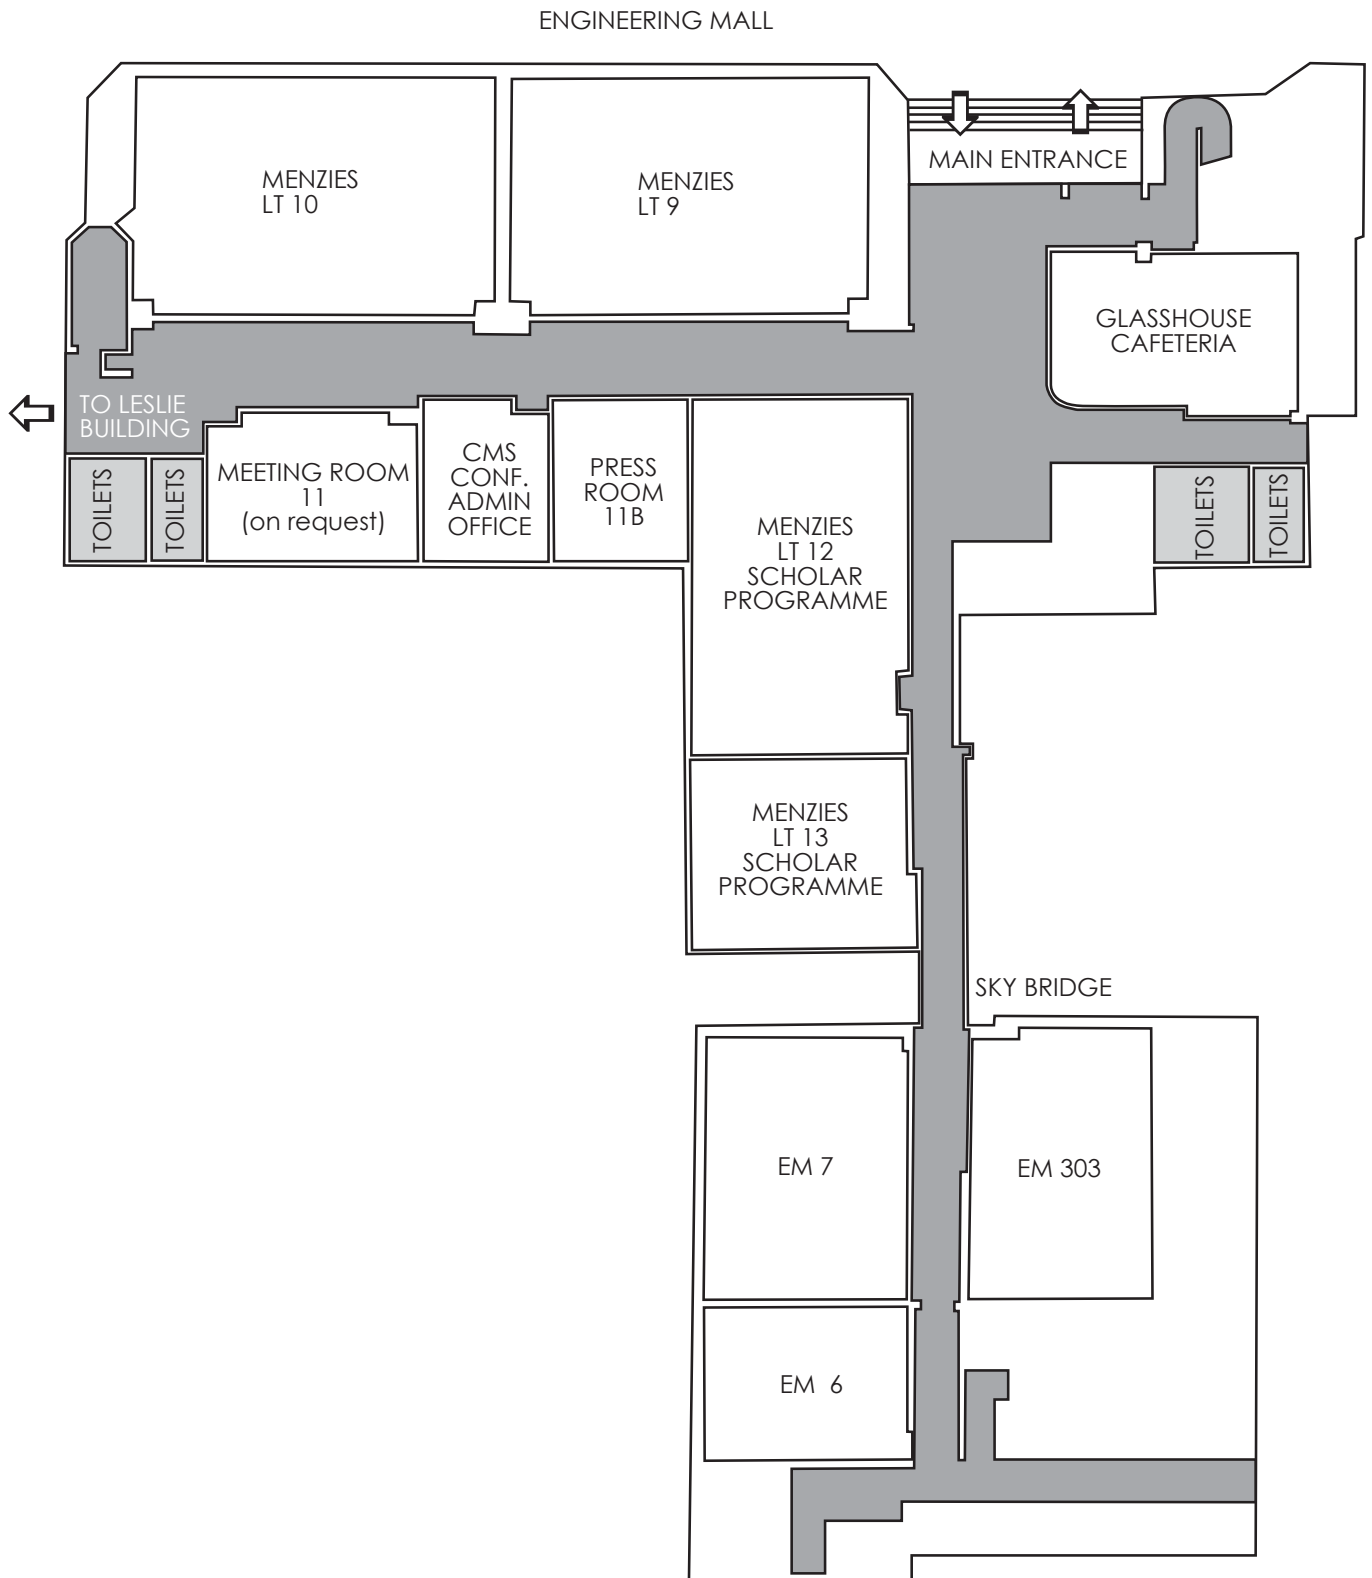 ENGINEERING MALL
MAIN ENTRANCE
MENZIES
LT 10
MENZIES
LT 9
GLASSHOUSE
CAFETERIA
TO LESLIE
BUILDING
TOILETS
TOILETS
MEETING ROOM
11
(on request)
CMS
CONF.
ADMIN
OFFICE
PRESS
ROOM
11B
MENZIES
LT 12
SCHOLAR
PROGRAMME
TOILETS
TOILETS
MENZIES
LT 13
SCHOLAR
PROGRAMME
SKY BRIDGE
EM 7
EM 303
EM 6